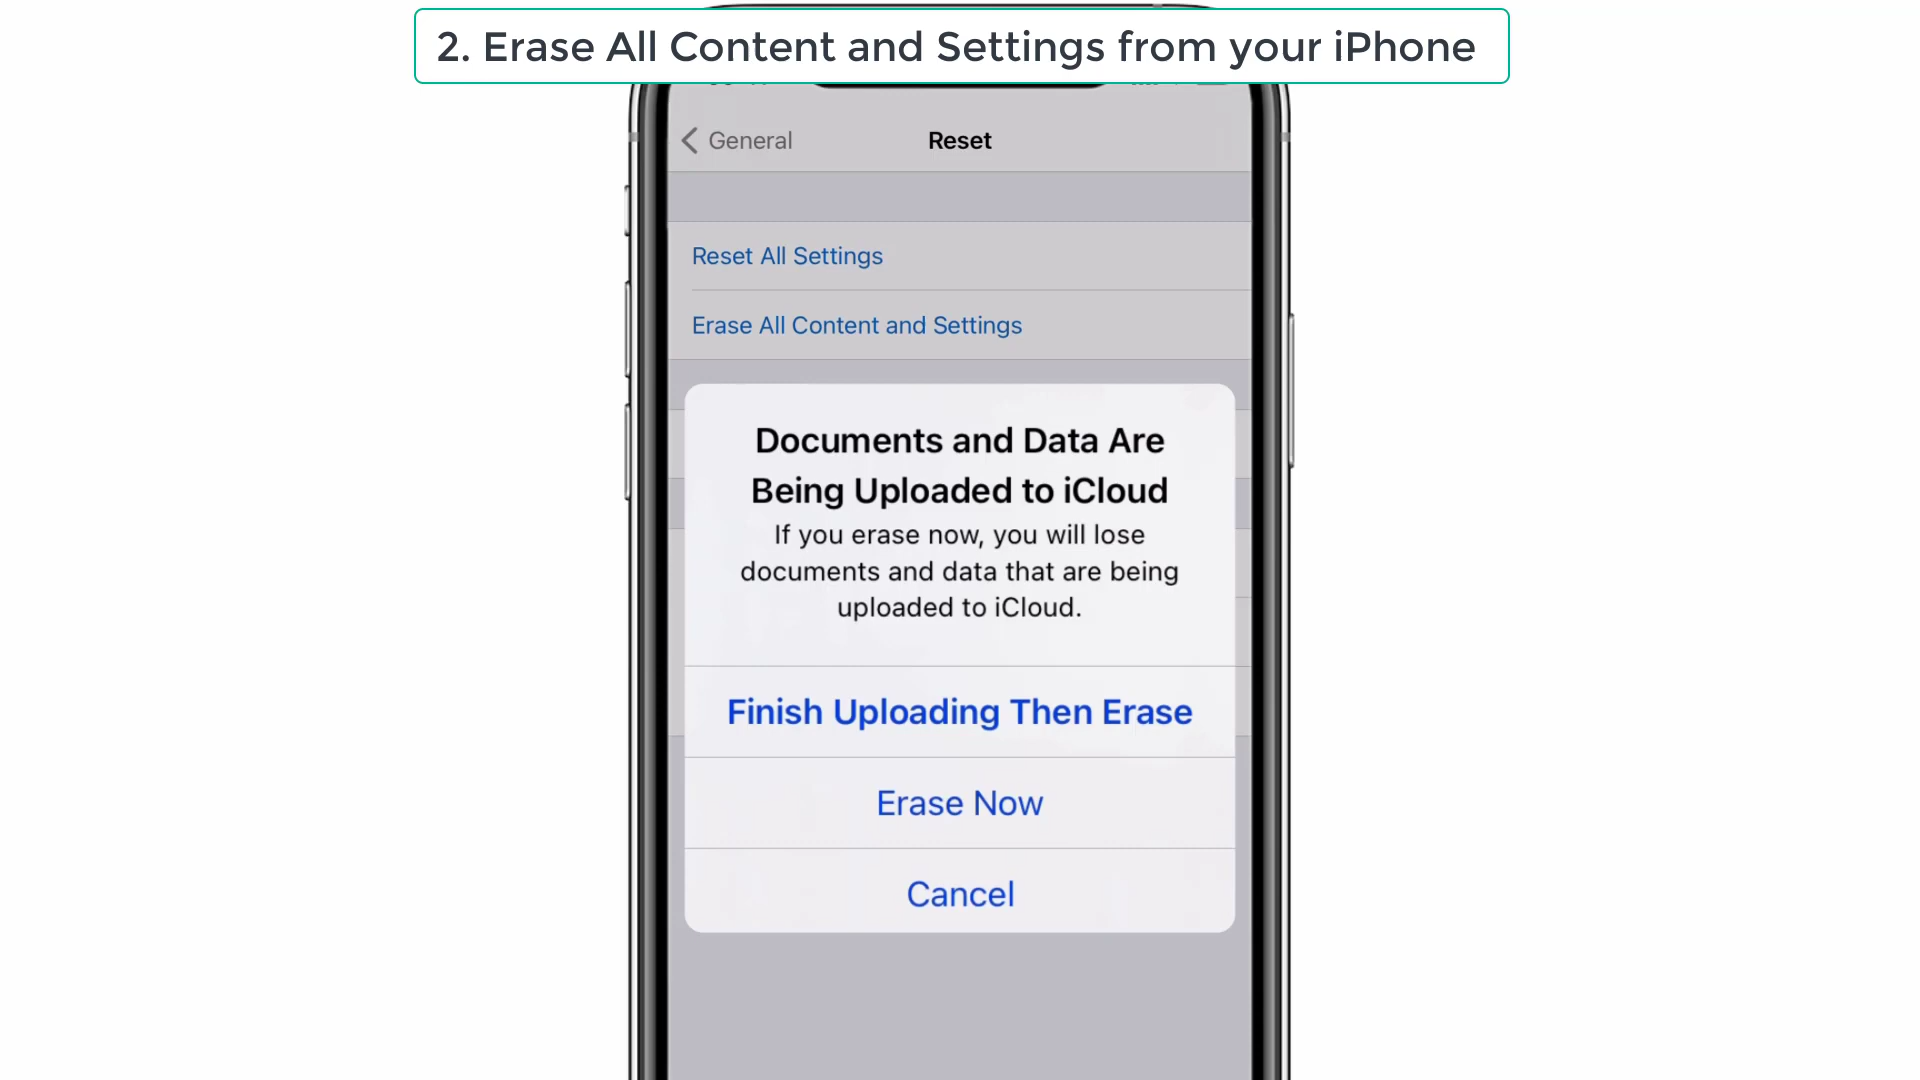 2. Erase All Content and Settings from your iPhone
General
Reset
Reset All Settings
Erase All Content and Settings
Documents and Data Are
Being Uploaded to iCloud
If you erase now, you will lose
documents and data that are being
uploaded to iCloud.
Finish Uploading Then Erase
Erase Now
Cancel